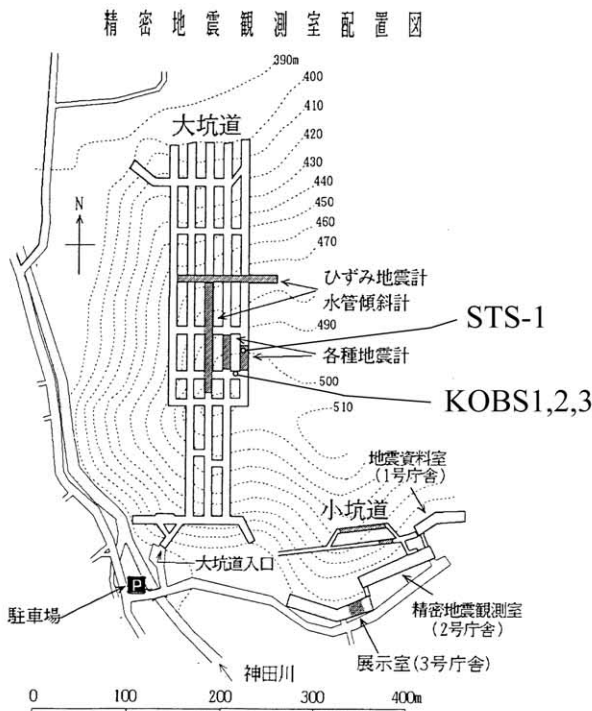 精密地震観測室配置図
390m
400
410
大坑道
420
430
440
450
N
460
470
ひずみ地震計
水管傾斜計
490
STS-1
各種地震計
500
KOBS1,2,3
510
地震資料室
(1号庁舎)
小坑道
大坑道入口
P
駐車場
精密地震観測室
(2号庁舎)
展示室(3号庁舎)
神田川
0 100 200 300 400m